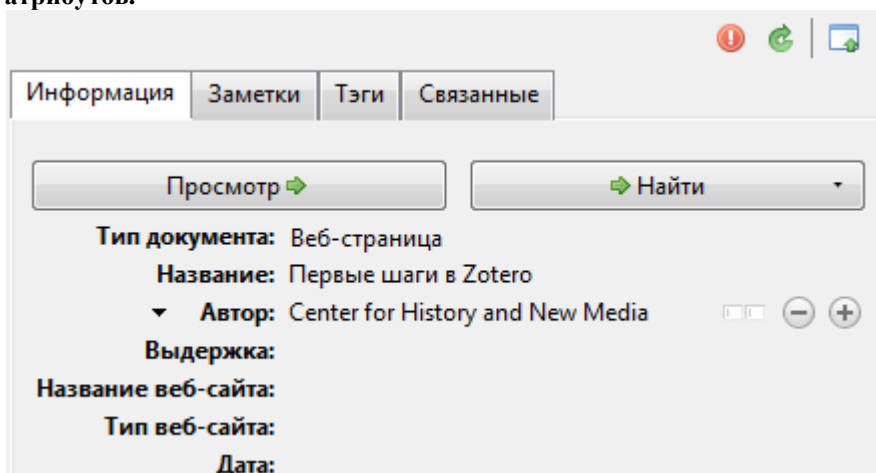 атрибутов.
Информация Заметки Тэги Связанные
Просмотр Найти
Тип документа: Веб-страница
Название: Первые шаги в Zotero
Автор: Center for History and New Media
Выдержка:
Название веб-сайта:
Тип веб-сайта:
Дата: